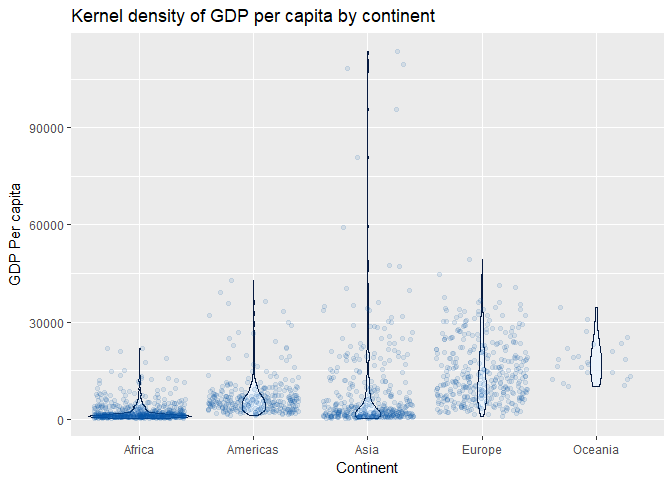 Kernel density of GDP per capita by continent
GDP Per capita
90000
60000
30000
0
Africa
Americas
Asia
Europe
Oceania
Continent